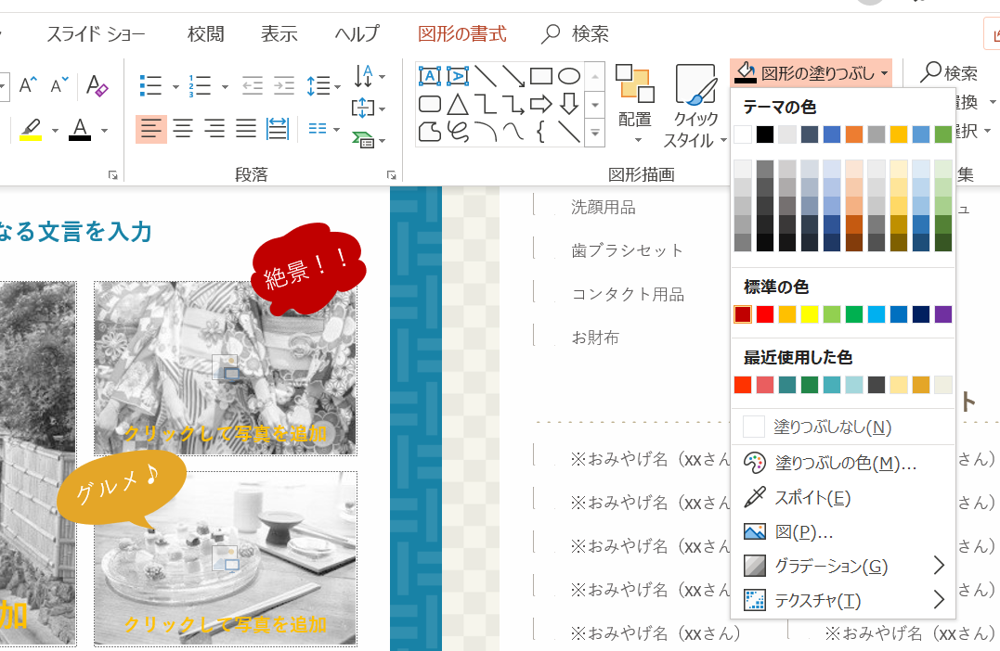 スライド ショー 校閲 表示 ヘルプ 図形の書式 検索
A A A
A
段落
配置
クイック
スタイル
図形描画
図形の塗りつぶし
検索
置換
選択
集
テーマの色
標準の色
最近使用した色
塗りつぶしなし(N)
塗りつぶしの色(M)...
スポイト(E)
図(P)...
グラデーション(G)
テクスチャ(T)
なる文言を入力
絶景！！
クリックして写真を追加
グルメ♪
クリックして写真を追加
加
洗顔用品
歯ブラシセット
コンタクト用品
お財布
ト
※おみやげ名（xxさん
さん）
※おみやげ名（xxさん
さん）
※おみやげ名（xxさん
さん）
※おみやげ名（xxさん
さん）
※おみやげ名（xxさん） ※おみやげ名（xxさん）